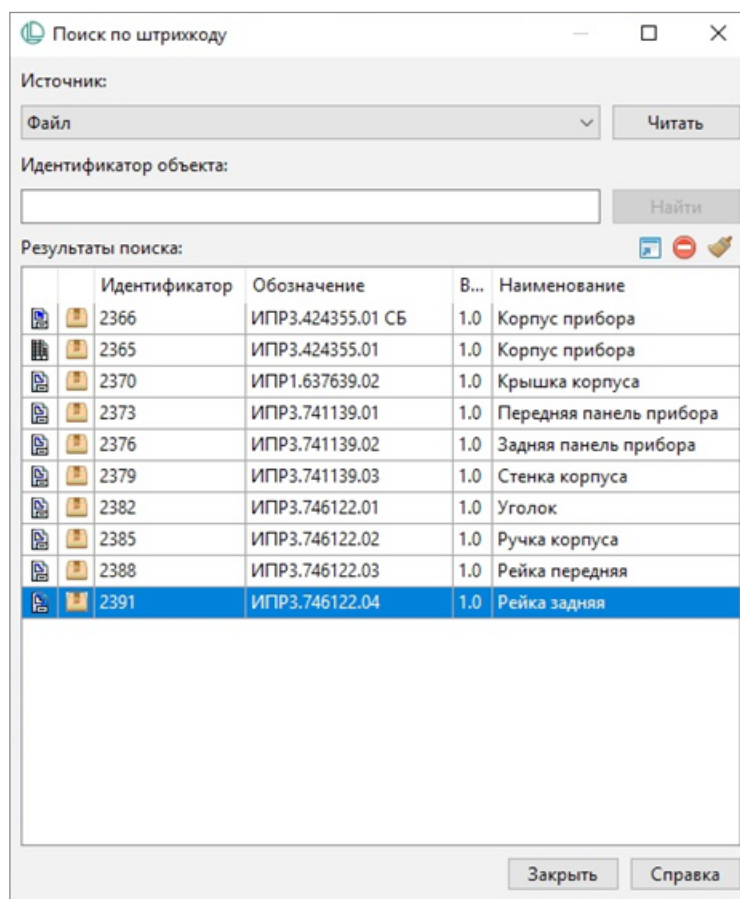 Поиск по штрихкоду
Источник:
Файл Читать
Идентификатор объекта:
Найти
Результаты поиска:
Идентификатор Обозначение В... Наименование
2366 ИПР3.424355.01 СБ 1.0 Корпус прибора
2365 ИПР3.424355.01 1.0 Корпус прибора
2370 ИПР1.637639.02 1.0 Крышка корпуса
2373 ИПР3.741139.01 1.0 Передняя панель прибора
2376 ИПР3.741139.02 1.0 Задняя панель прибора
2379 ИПР3.741139.03 1.0 Стенка корпуса
2382 ИПР3.746122.01 1.0 Уголок
2385 ИПР3.746122.02 1.0 Ручка корпуса
2388 ИПР3.746122.03 1.0 Рейка передняя
2391 ИПР3.746122.04 1.0 Рейка задняя
Закрыть Справка